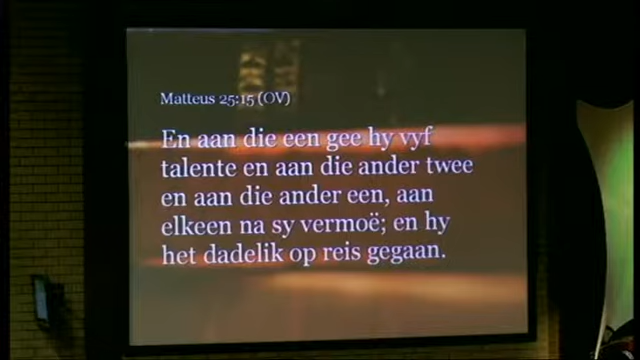 Matteus 25:15 (OV)
En aan die een gee hy vyf
talente en aan die ander twee
en aan die ander een, aan
elkeen na sy vermoë; en hy
het dadelik op reis gegaan.